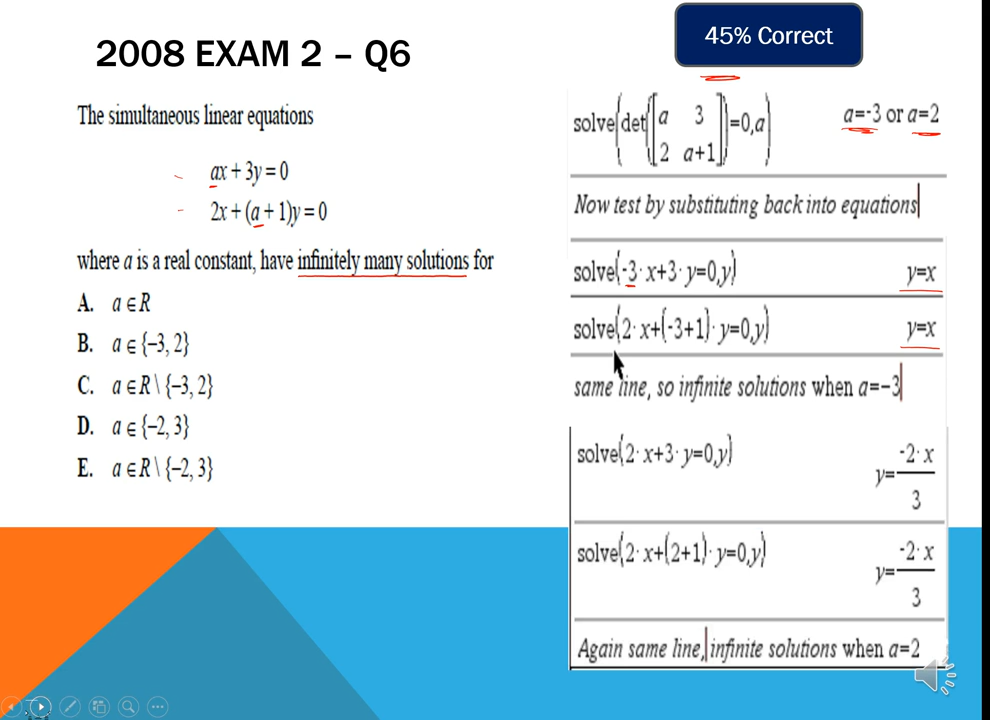 2008 EXAM 2 – Q6
45% Correct
The simultaneous linear equations
ax + 3y = 0
2x + (a + 1)y = 0
where a is a real constant, have infinitely many solutions for
A. a ∈ R
B. a ∈ {–3, 2}
C. a ∈ R \ {–3, 2}
D. a ∈ {–2, 3}
E. a ∈ R \ {–2, 3}
solve(det([a 3
2 a+1])=0,a) a=-3 or a=2
Now test by substituting back into equations
solve(-3· x+3· y=0,y) y=x
solve(2· x+(-3+1)· y=0,y) y=x
same line, so infinite solutions when a=−3
solve(2· x+3· y=0,y) y=-2· x/3
solve(2· x+(2+1)· y=0,y) y=-2· x/3
Again same line, infinite solutions when a=2